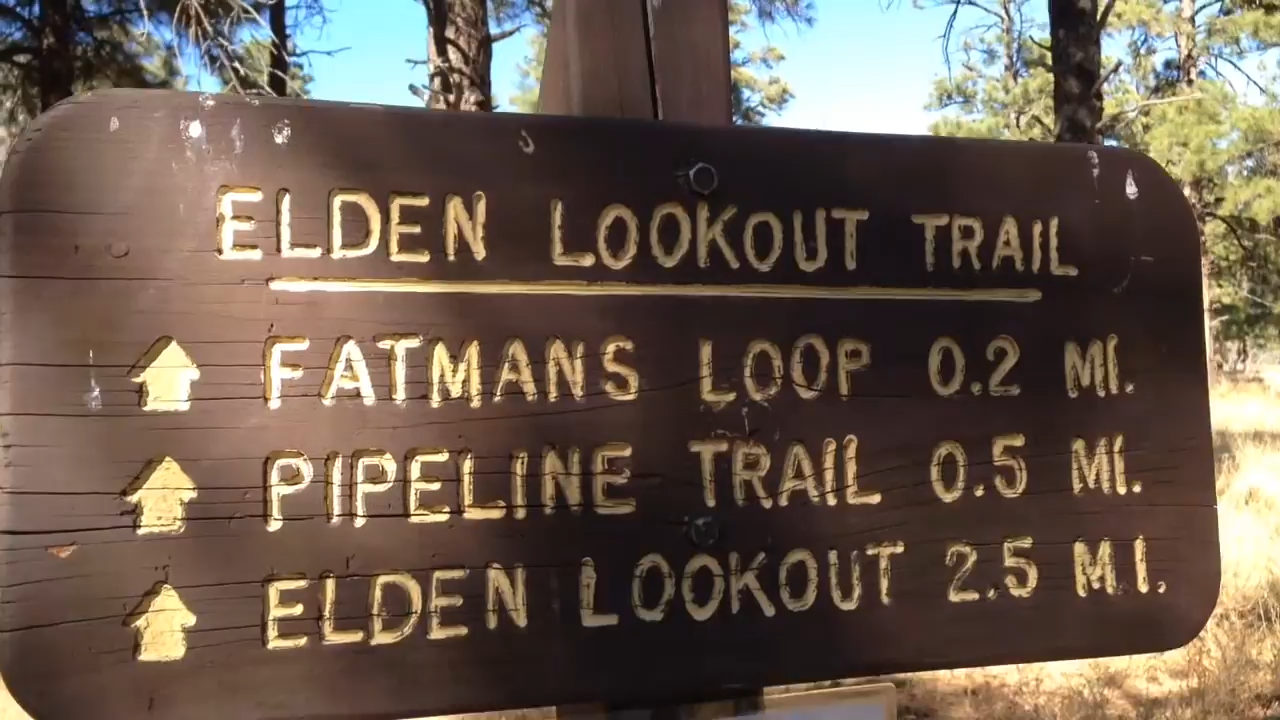 ELDEN LOOKOUT TRAIL
FATMANS LOOP 0.2 MI.
PIPELINE TRAIL 0.5 MI.
ELDEN LOOKOUT 2.5 MI.